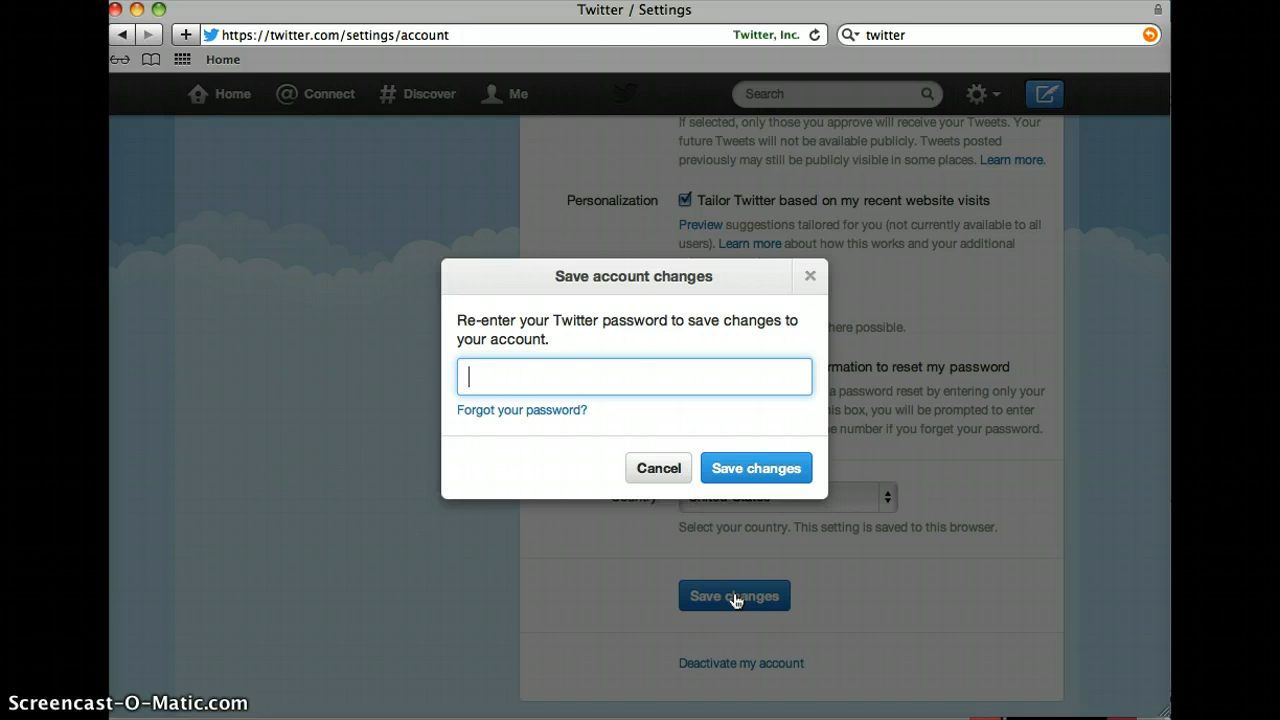 Twitter / Settings
https://twitter.com/settings/account
Twitter, Inc.
twitter
Home
Home
Connect
Discover
Me
Search
If selected, only those you approve will receive your Tweets. Your
future Tweets will not be available publicly. Tweets posted
previously may still be publicly visible in some places. Learn more.
Personalization
Tailor Twitter based on my recent website visits
Preview suggestions tailored for you (not currently available to all
users). Learn more about how this works and your additional
Save account changes
Re-enter your Twitter password to save changes to
your account.
Forgot your password?
Cancel
Save changes
here possible.
rmation to reset my password
a password reset by entering only your
his box, you will be prompted to enter
e number if you forget your password.
Country
United States
Select your country. This setting is saved to this browser.
Save changes
Deactivate my account
Screencast-O-Matic.com